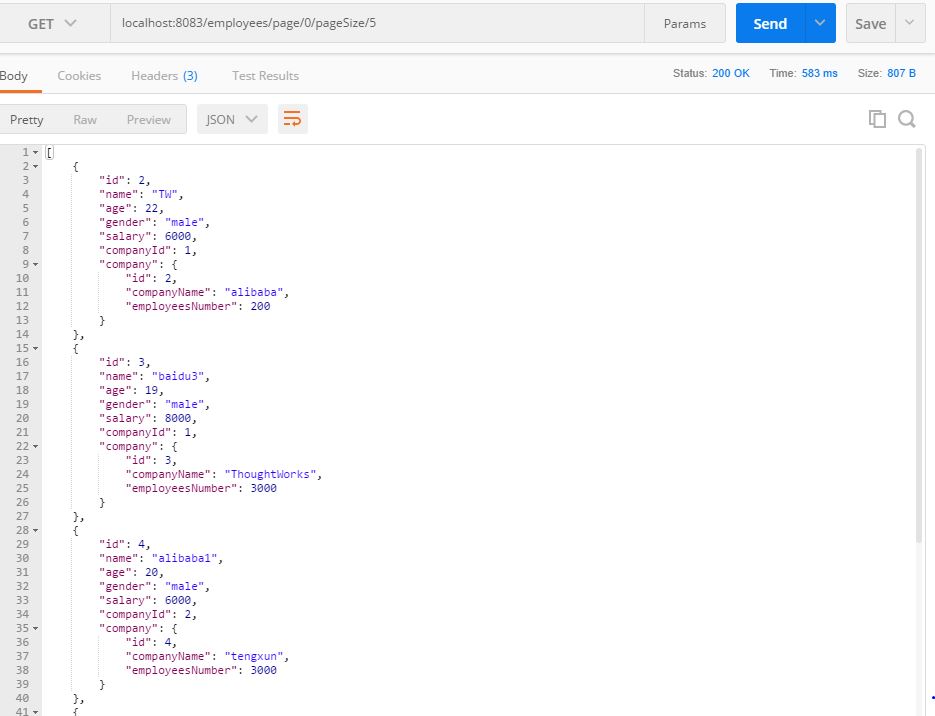 GET localhost:8083/employees/page/0/pageSize/5 Params Send Save
Body Cookies Headers (3) Test Results Status: 200 OK Time: 583 ms Size: 807 B
Pretty Raw Preview JSON
1 [
2 {
3 "id": 2,
4 "name": "TW",
5 "age": 22,
6 "gender": "male",
7 "salary": 6000,
8 "companyId": 1,
9 "company": {
10 "id": 2,
11 "companyName": "alibaba",
12 "employeesNumber": 200
13 }
14 },
15 {
16 "id": 3,
17 "name": "baidu3",
18 "age": 19,
19 "gender": "male",
20 "salary": 8000,
21 "companyId": 1,
22 "company": {
23 "id": 3,
24 "companyName": "ThoughtWorks",
25 "employeesNumber": 3000
26 }
27 },
28 {
29 "id": 4,
30 "name": "alibaba1",
31 "age": 20,
32 "gender": "male",
33 "salary": 6000,
34 "companyId": 2,
35 "company": {
36 "id": 4,
37 "companyName": "tengxun",
38 "employeesNumber": 3000
39 }
40 },
41 {